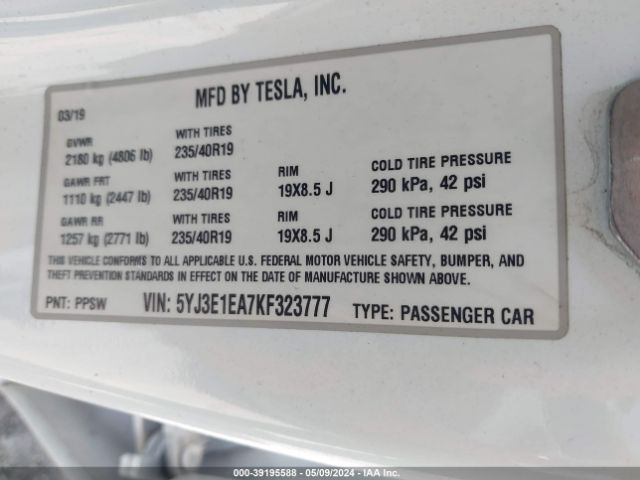 MFD BY TESLA, INC.
03/19
GVWR WITH TIRES
2180 kg (4806 lb) 235/40R19
GAWR FRT WITH TIRES RIM COLD TIRE PRESSURE
1110 kg (2447 lb) 235/40R19 19X8.5 J 290 kPa, 42 psi
GAWR RR WITH TIRES RIM COLD TIRE PRESSURE
1257 kg (2771 lb) 235/40R19 19X8.5 J 290 kPa, 42 psi
THIS VEHICLE CONFORMS TO ALL APPLICABLE U.S. FEDERAL MOTOR VEHICLE SAFETY, BUMPER, AND
THEFT PREVENTION STANDARDS IN EFFECT ON THE DATE OF MANUFACTURE SHOWN ABOVE.
PNT: PPSW VIN: 5YJ3E1EA7KF323777 TYPE: PASSENGER CAR
000-39195588 - 05/09/2024 - IAA Inc.